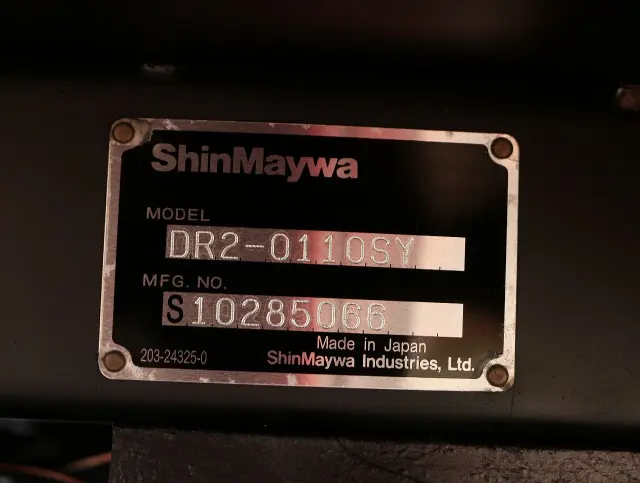 ShinMaywa
MODEL
DR2-0110SY
MFG. NO.
S10285066
Made in Japan
203-24325-0
ShinMaywa Industries, Ltd.